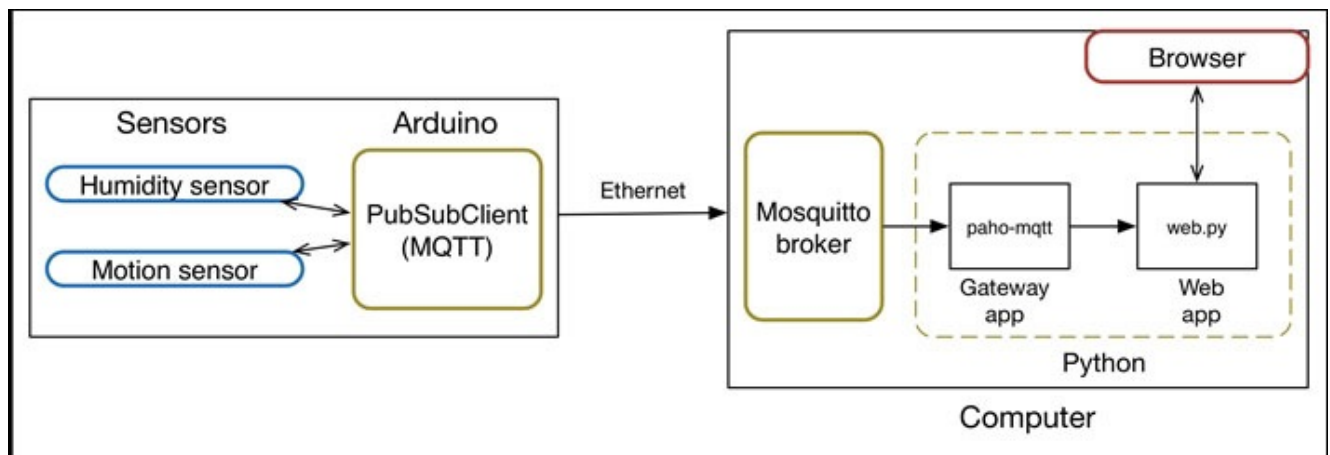 Sensors
Arduino
Humidity sensor
Motion sensor
PubSubClient
(MQTT)
Ethernet
Browser
Mosquitto
broker
paho-mqtt
Gateway
app
web.py
Web
app
Python
Computer